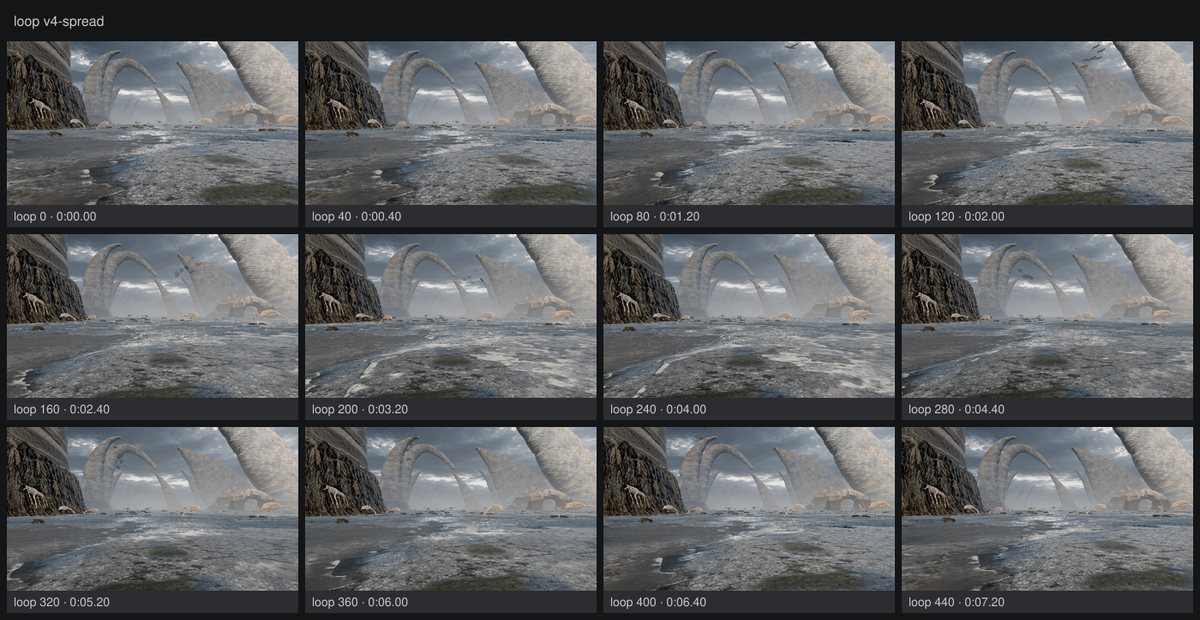 loop v4-spread
loop 0 · 0:00.00
loop 40 · 0:00.40
loop 80 · 0:01.20
loop 120 · 0:02.00
loop 160 · 0:02.40
loop 200 · 0:03.20
loop 240 · 0:04.00
loop 280 · 0:04.40
loop 320 · 0:05.20
loop 360 · 0:06.00
loop 400 · 0:06.40
loop 440 · 0:07.20